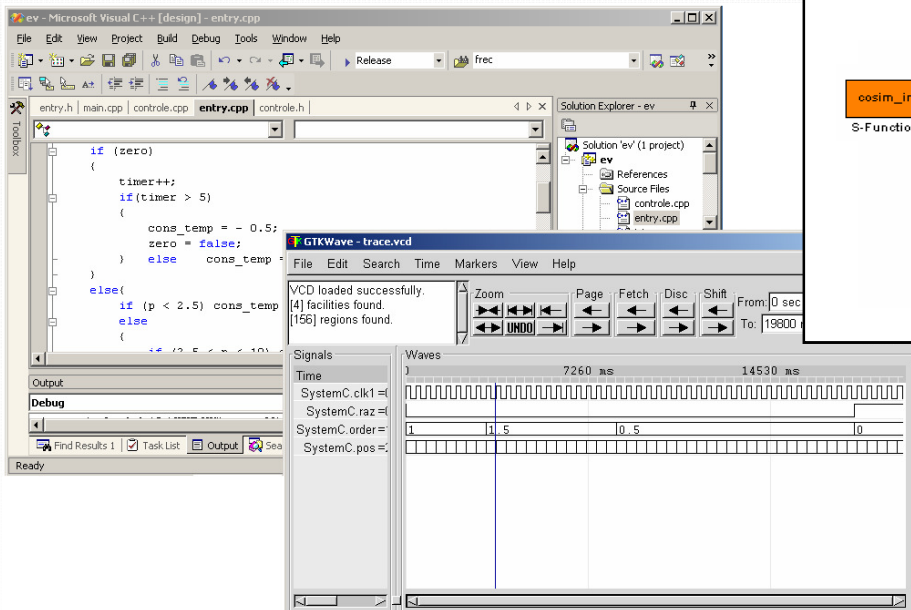 ev - Microsoft Visual C++ [design] - entry.cpp
File Edit View Project Build Debug Tools Window Help
Release frec
entry.h main.cpp controle.cpp entry.cpp controle.h
Toolbox
if (zero)
{
timer++;
if(timer > 5)
{
cons_temp = - 0.5;
zero = false;
} else cons_temp =
}
else{
if (p < 2.5) cons_temp
else
{
Output
Debug
Find Results 1 Task List Output Sea
Ready
Solution Explorer - ev
Solution 'ev' (1 project)
ev
References
Source Files
controle.cpp
entry.cpp
cosim_in
S-Functio
GTKWave - trace.vcd
File Edit Search Time Markers View Help
VCD loaded successfully.
[4] facilities found.
[156] regions found.
Zoom Page Fetch Disc Shift
UNDO
From: 0 sec
To: 19800
Signals
Time
SystemC.clk1
SystemC.raz
SystemC.order
SystemC.pos
Waves
7260 ms 14530 ms
1 1.5 0.5 0